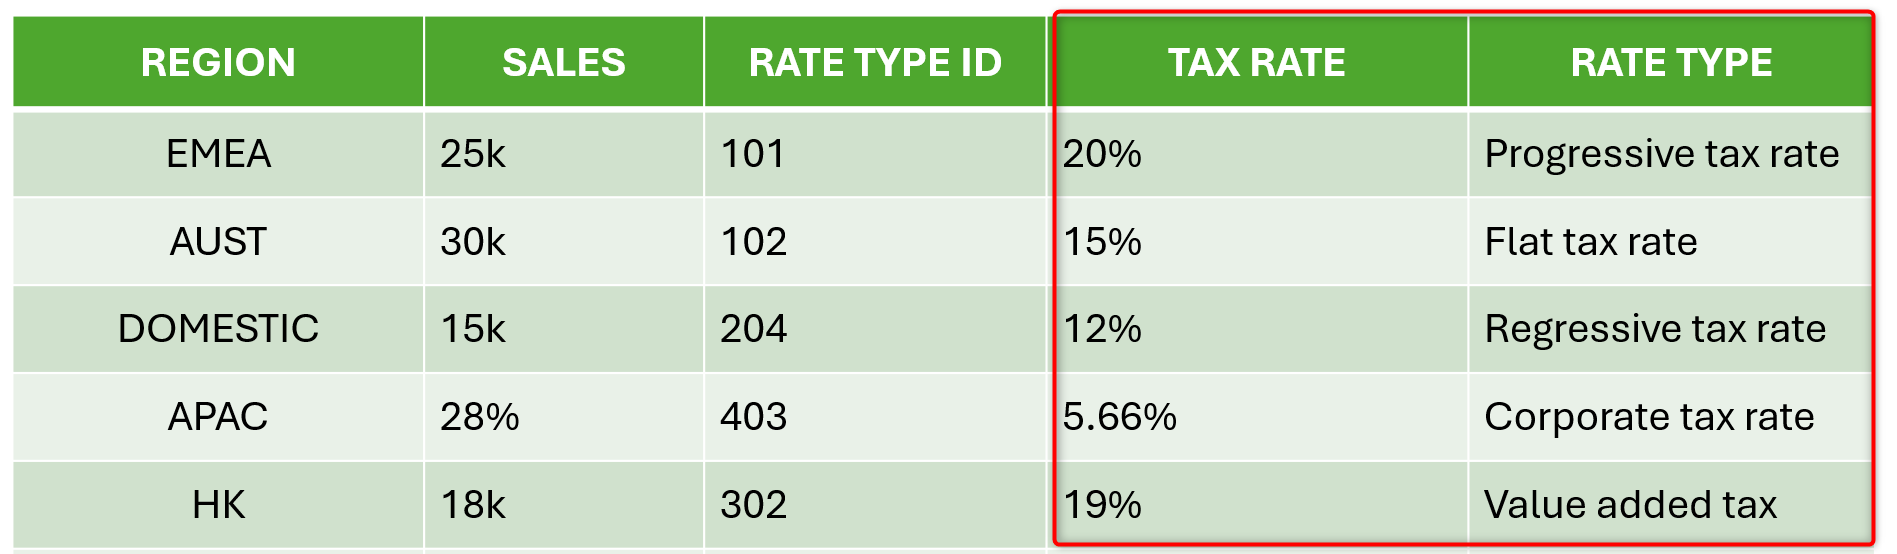 REGION SALES RATE TYPE ID TAX RATE RATE TYPE
EMEA 25k 101 20% Progressive tax rate
AUST 30k 102 15% Flat tax rate
DOMESTIC 15k 204 12% Regressive tax rate
APAC 28% 403 5.66% Corporate tax rate
HK 18k 302 19% Value added tax